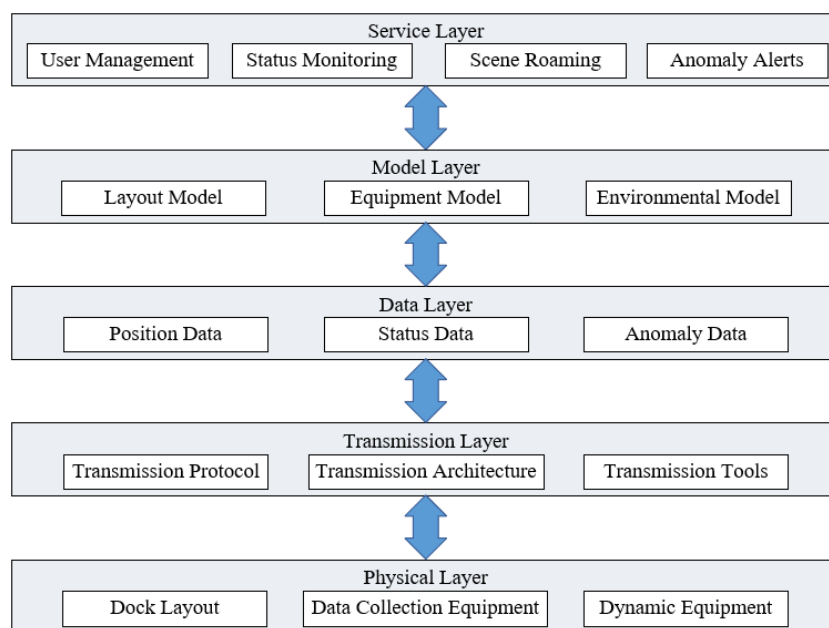 Service Layer
User Management Status Monitoring Scene Roaming Anomaly Alerts
Model Layer
Layout Model Equipment Model Environmental Model
Data Layer
Position Data Status Data Anomaly Data
Transmission Layer
Transmission Protocol Transmission Architecture Transmission Tools
Physical Layer
Dock Layout Data Collection Equipment Dynamic Equipment